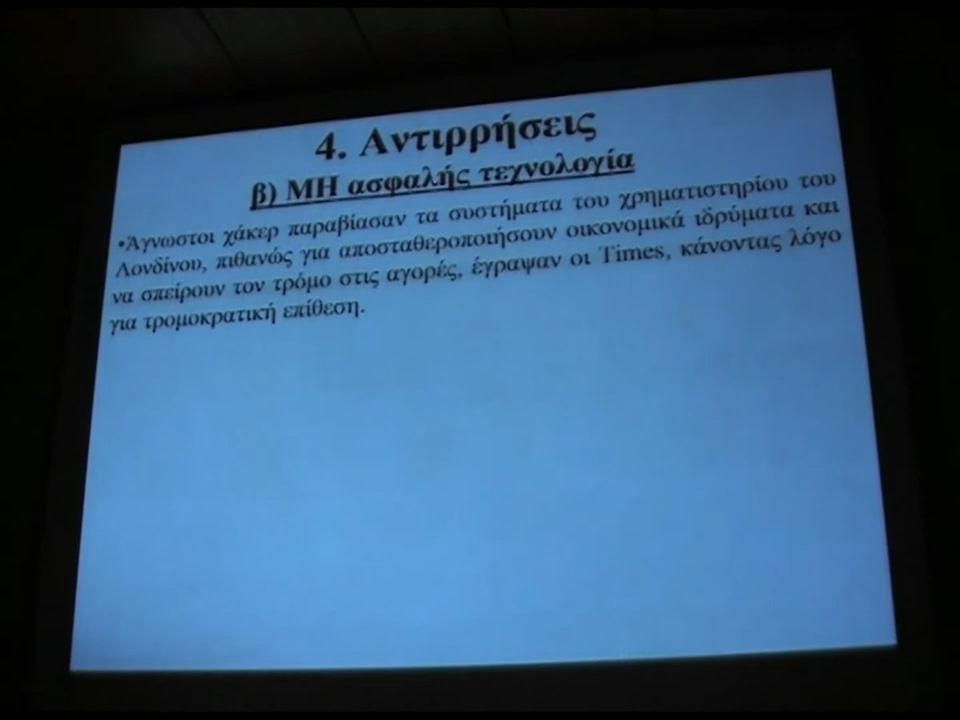 4. Αντιρρήσεις
β) ΜΗ ασφαλής τεχνολογία
•Άγνωστοι χάκερ παραβίασαν τα συστήματα του χρηματιστηρίου του
Λονδίνου, πιθανώς για αποσταθεροποιήσουν οικονομικά ιδρύματα και
να σπείρουν τον τρόμο στις αγορές, έγραψαν οι Times, κάνοντας λόγο
για τρομοκρατική επίθεση.